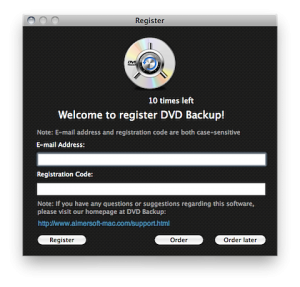 Register
10 times left
Welcome to register DVD Backup!
Note: E-mail address and registration code are both case-sensitive
E-mail Address:
Registration Code:
Note: If you have any questions or suggestions regarding this software,
please visit our homepage at DVD Backup:
http://www.aimersoft-mac.com/support.html
Register
Order
Order later